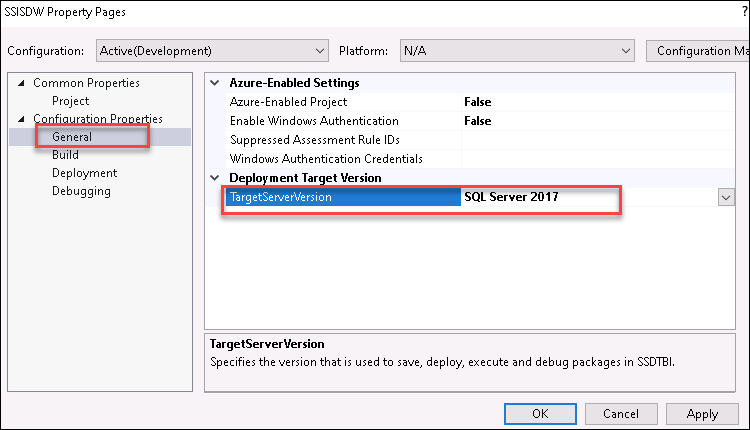 SSISDW Property Pages ?
Configuration: Active(Development) Platform: N/A Configuration Ma
Common Properties
Project
Configuration Properties
General
Build
Deployment
Debugging
Azure-Enabled Settings
Azure-Enabled Project False
Enable Windows Authentication False
Suppressed Assessment Rule IDs
Windows Authentication Credentials
Deployment Target Version
TargetServerVersion SQL Server 2017
TargetServerVersion
Specifies the version that is used to save, deploy, execute and debug packages in SSDTBI.
OK Cancel Apply